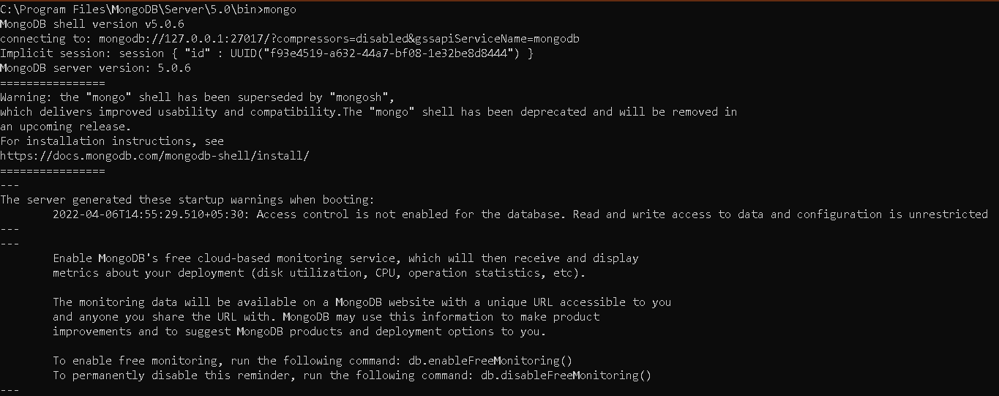 C:\Program Files\MongoDB\Server\5.0\bin>mongo
MongoDB shell version v5.0.6
connecting to: mongodb://127.0.0.1:27017/?compressors=disabled&gssapiServiceName=mongodb
Implicit session: session { "id" : UUID("f93e4519-a632-44a7-bf08-1e32be8d8444") }
MongoDB server version: 5.0.6
================
Warning: the "mongo" shell has been superseded by "mongosh",
which delivers improved usability and compatibility.The "mongo" shell has been deprecated and will be removed in
an upcoming release.
For installation instructions, see
https://docs.mongodb.com/mongodb-shell/install/
================
---
The server generated these startup warnings when booting:
        2022-04-06T14:55:29.510+05:30: Access control is not enabled for the database. Read and write access to data and configuration is unrestricted
---
---
        Enable MongoDB's free cloud-based monitoring service, which will then receive and display
        metrics about your deployment (disk utilization, CPU, operation statistics, etc).

        The monitoring data will be available on a MongoDB website with a unique URL accessible to you
        and anyone you share the URL with. MongoDB may use this information to make product
        improvements and to suggest MongoDB products and deployment options to you.

        To enable free monitoring, run the following command: db.enableFreeMonitoring()
        To permanently disable this reminder, run the following command: db.disableFreeMonitoring()
---